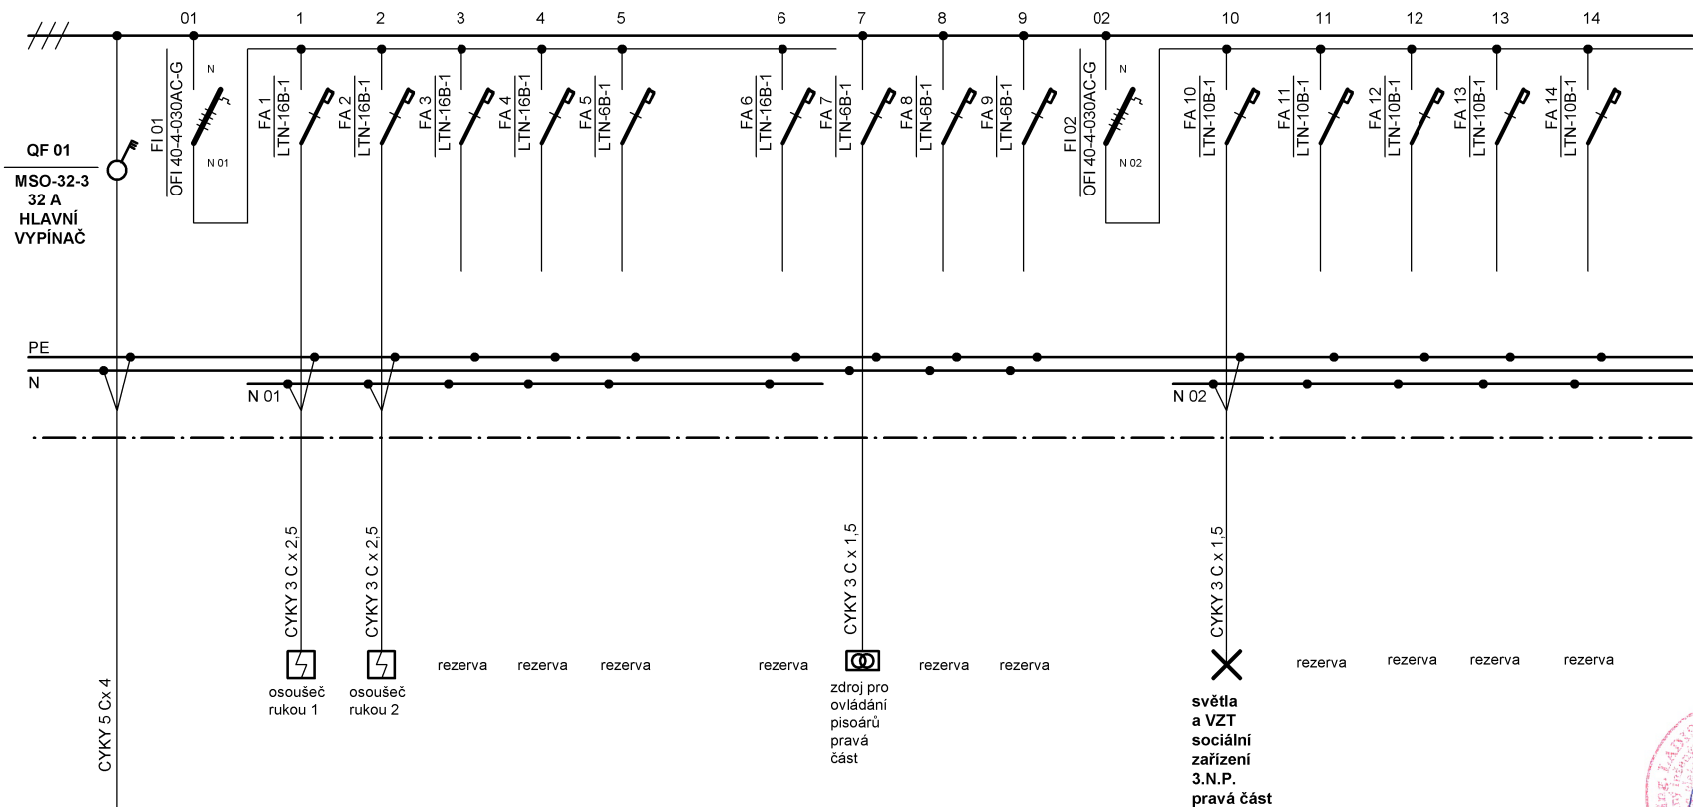 01 1 2 3 4 5 6 7 8 9 02 10 11 12 13 14
QF 01
MSO-32-3
32 A
HLAVNÍ
VYPÍNAČ
FI 01
OFI 40-4-030AC-G
N
N 01
FA 1
LTN-16B-1
FA 2
LTN-16B-1
FA 3
LTN-16B-1
FA 4
LTN-16B-1
FA 5
LTN-6B-1
FA 6
LTN-16B-1
FA 7
LTN-6B-1
FA 8
LTN-6B-1
FA 9
LTN-6B-1
FI 02
OFI 40-4-030AC-G
N
N 02
FA 10
LTN-10B-1
FA 11
LTN-10B-1
FA 12
LTN-10B-1
FA 13
LTN-10B-1
FA 14
LTN-10B-1
PE
N
N 01
N 02
CYKY 5 Cx 4
CYKY 3 C x 2,5
CYKY 3 C x 2,5
CYKY 3 C x 1,5
CYKY 3 C x 1,5
osoušeč
rukou 1
osoušeč
rukou 2
rezerva
rezerva
rezerva
rezerva
zdroj pro
ovládání
pisoárů
pravá
část
rezerva
rezerva
světla
a VZT
sociální
zařízení
3.N.P.
pravá část
rezerva
rezerva
rezerva
rezerva